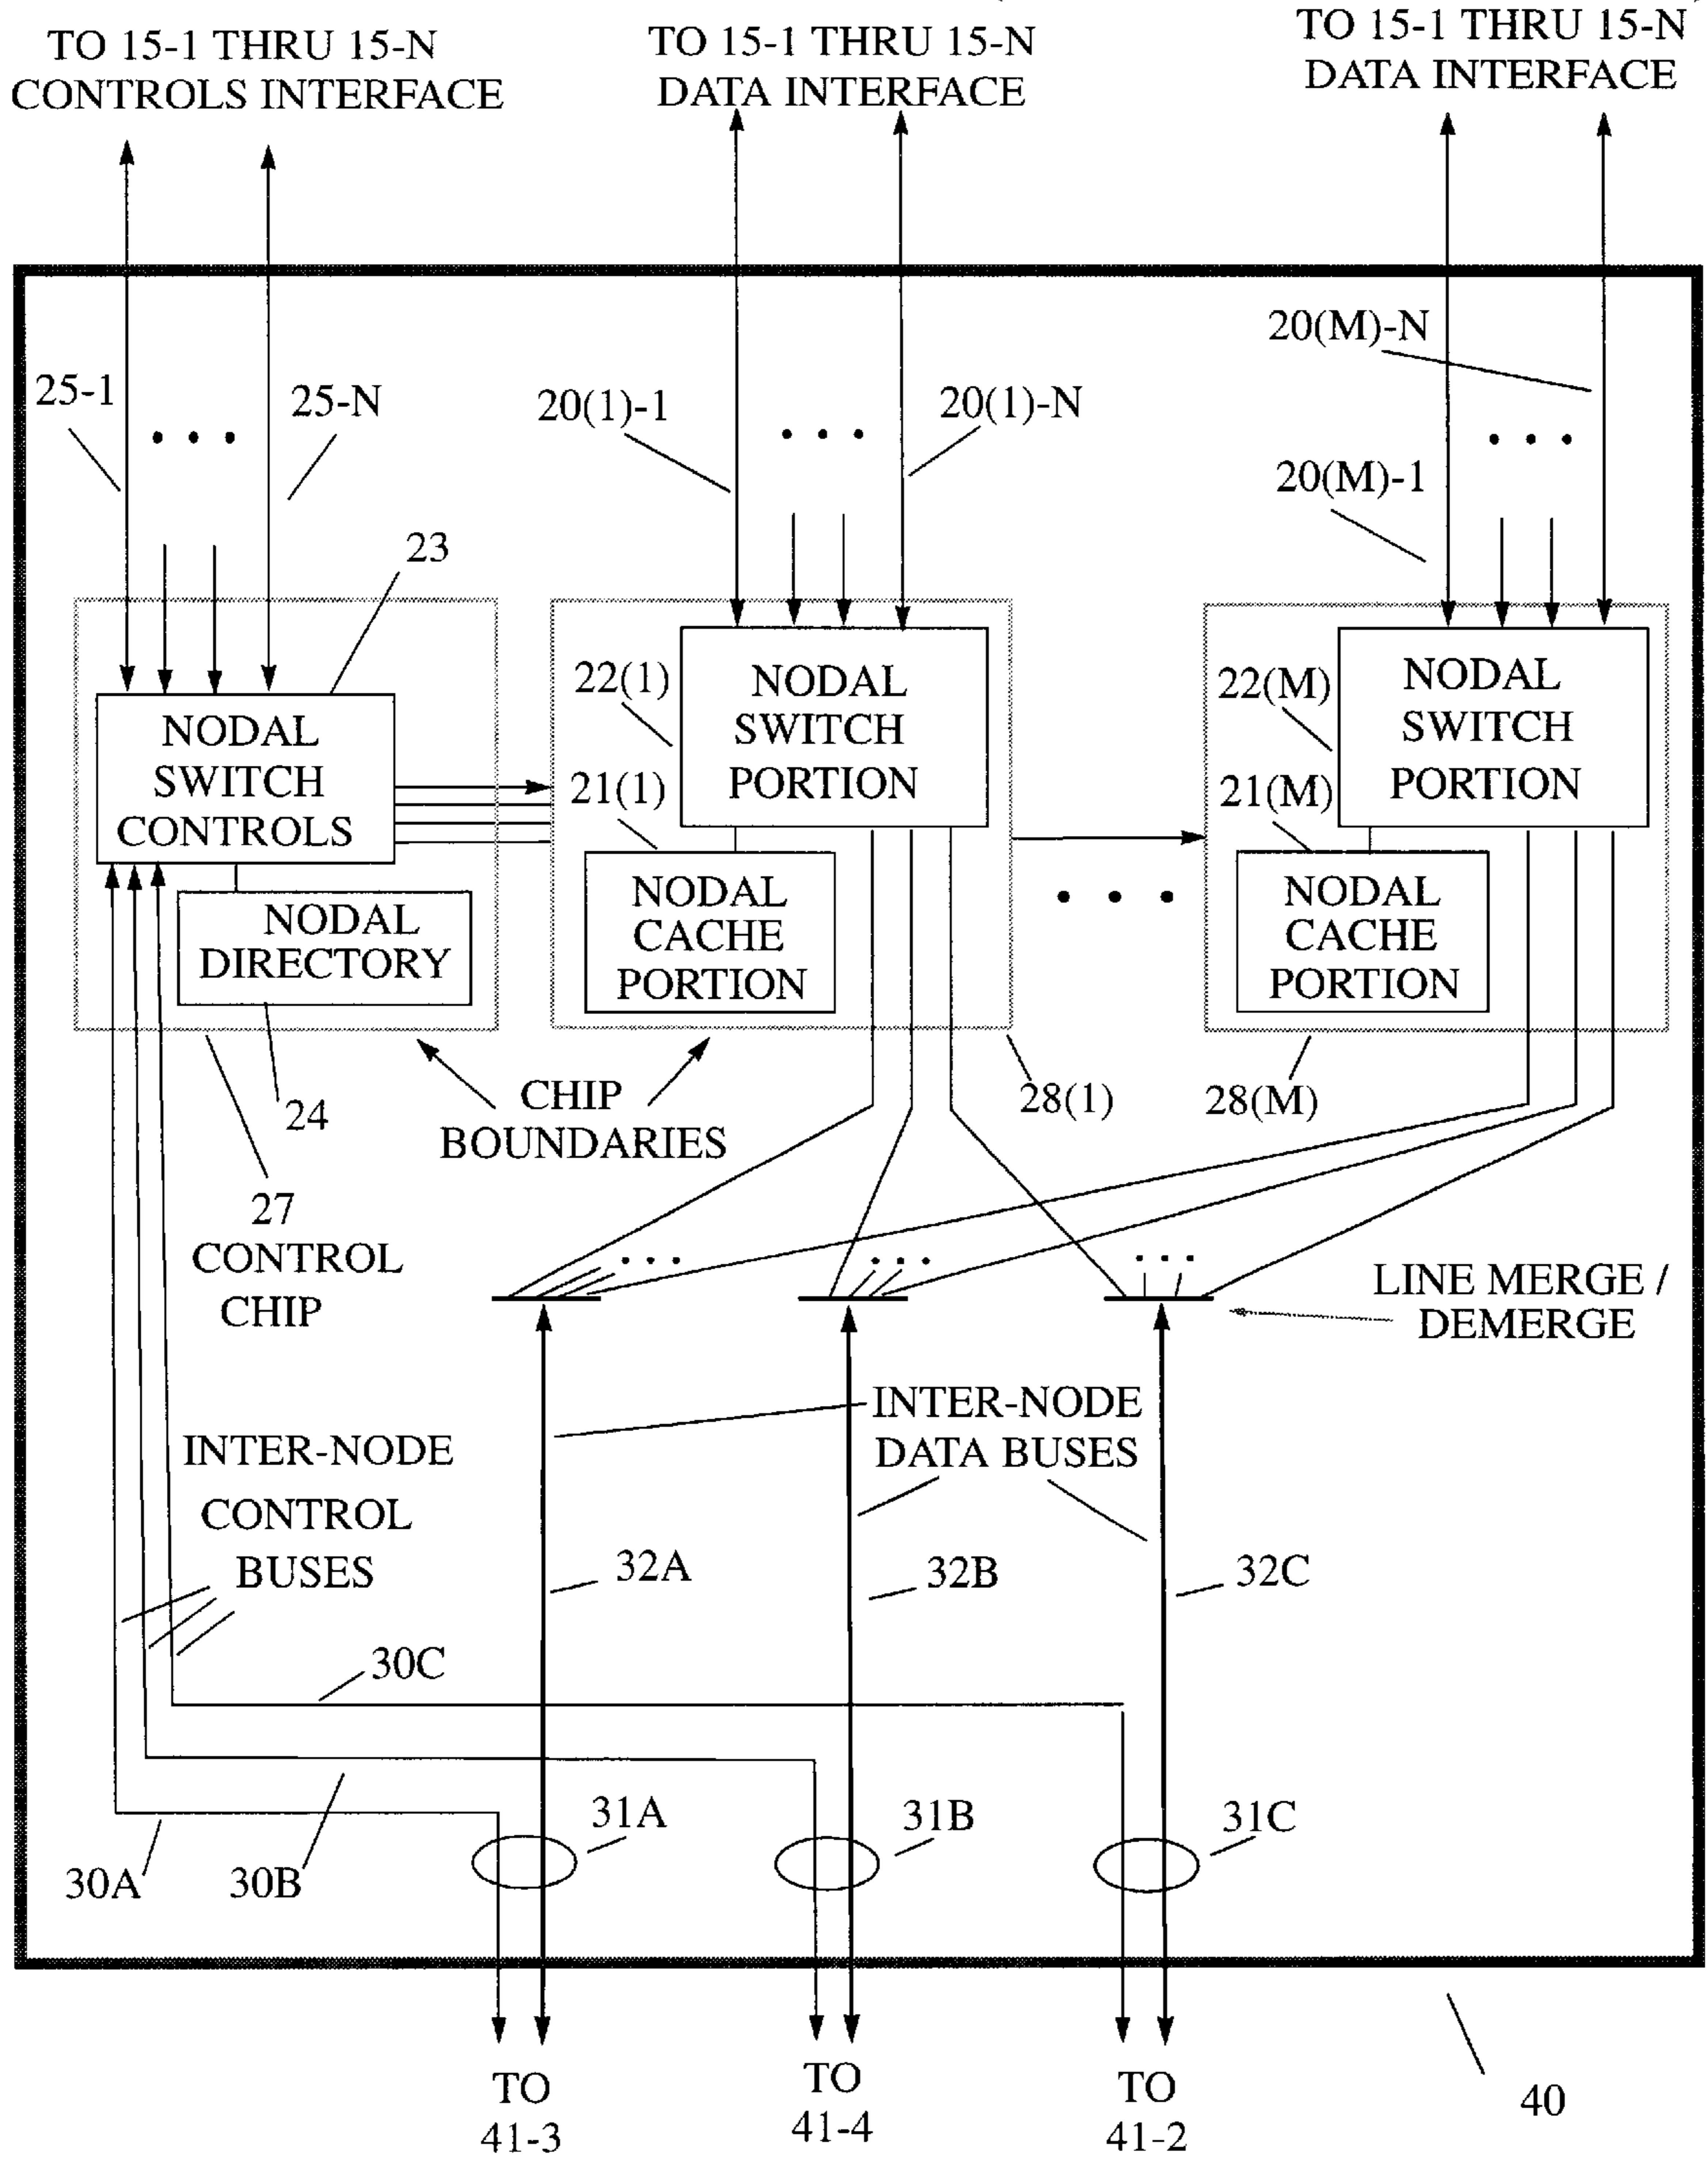 TO 15-1 THRU 15-N
CONTROLS INTERFACE
TO 15-1 THRU 15-N
DATA INTERFACE
TO 15-1 THRU 15-N
DATA INTERFACE
25-1
25-N
20(1)-1
20(1)-N
20(M)-N
20(M)-1
23
NODAL
SWITCH
CONTROLS
NODAL
DIRECTORY
22(1)
21(1)
NODAL
SWITCH
PORTION
NODAL
CACHE
PORTION
22(M)
21(M)
NODAL
SWITCH
PORTION
NODAL
CACHE
PORTION
24
CHIP
BOUNDARIES
28(1)
28(M)
27
CONTROL
CHIP
LINE MERGE /
DEMERGE
INTER-NODE
DATA BUSES
INTER-NODE
CONTROL
BUSES
32A
32B
32C
30C
31A
31B
31C
30A
30B
TO
41-3
TO
41-4
TO
41-2
40